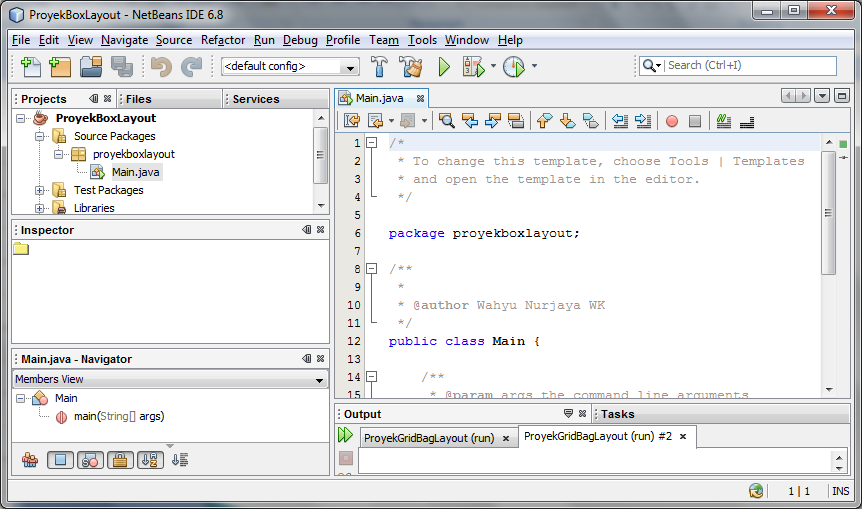 ProyekBoxLayout - NetBeans IDE 6.8
File Edit View Navigate Source Refactor Run Debug Profile Team Tools Window Help
<default config>
Search (Ctrl+I)
Projects
Files
Services
ProyekBoxLayout
Source Packages
proyekboxlayout
Main.java
Test Packages
Libraries
Inspector
Main.java - Navigator
Members View
Main
main(String[] args)
Main.java
1 /*
2 * To change this template, choose Tools | Templates
3 * and open the template in the editor.
4 */
5
6 package proyekboxlayout;
7
8 /**
9 *
10 * @author Wahyu Nurjaya WK
11 */
12 public class Main {
13
14 /**
15 * @param args the command line arguments
Output
Tasks
ProyekGridBagLayout (run)
ProyekGridBagLayout (run) #2
1 | 1 INS